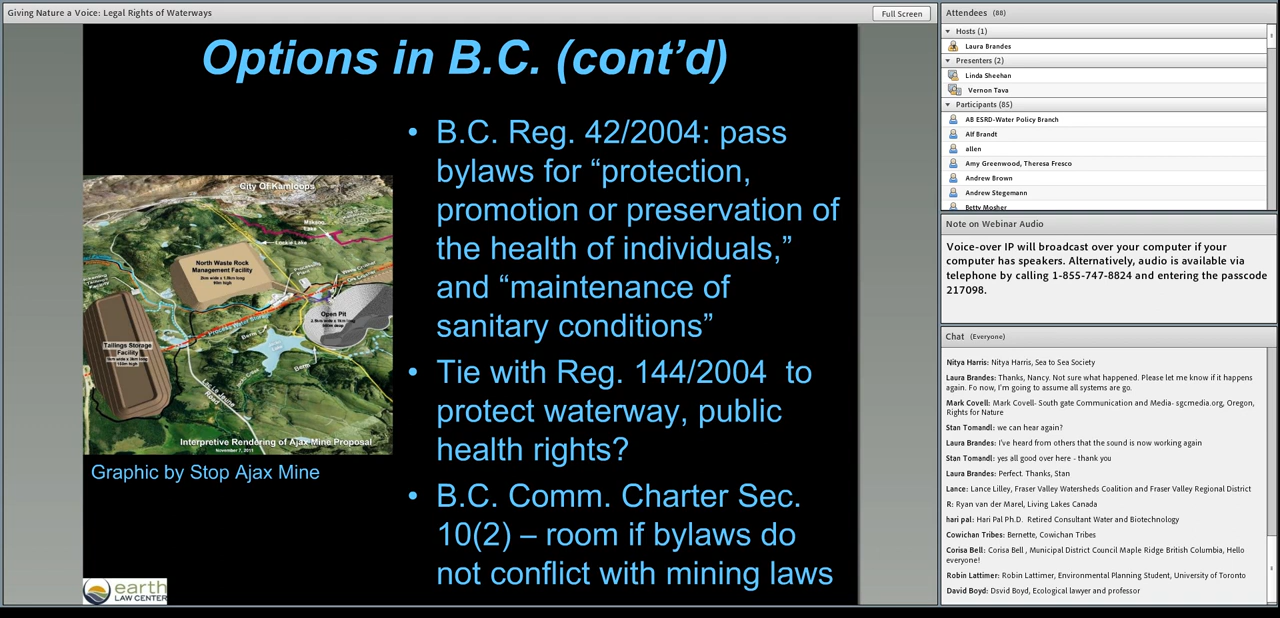 Giving Nature a Voice: Legal Rights of Waterways
Full Screen
Options in B.C. (cont’d)
• B.C. Reg. 42/2004: pass
bylaws for “protection,
promotion or preservation of
the health of individuals,”
and “maintenance of
sanitary conditions”
• Tie with Reg. 144/2004 to
protect waterway, public
health rights?
• B.C. Comm. Charter Sec.
10(2) – room if bylaws do
not conflict with mining laws
City Of Kamloops
North Waste Rock
Management Facility
Open Pit
Tailings Storage
Facility
Process Water
Interpretive Rendering of Ajax Mine Proposal
November 7, 2011
Graphic by Stop Ajax Mine
earth
LAW CENTER
Attendees (88)
Hosts (1)
Laura Brandes
Presenters (2)
Linda Sheehan
Vernon Tava
Participants (85)
AB ESRD-Water Policy Branch
Alf Brandt
allen
Amy Greenwood, Theresa Fresco
Andrew Brown
Andrew Stegemann
Betty Mosher
Note on Webinar Audio
Voice-over IP will broadcast over your computer if your
computer has speakers. Alternatively, audio is available via
telephone by calling 1-855-747-8824 and entering the passcode
217098.
Chat (Everyone)
Nitya Harris: Nitya Harris, Sea to Sea Society
Laura Brandes: Thanks, Nancy. Not sure what happened. Please let me know if it happens
again. Fo now, I'm going to assume all systems are go.
Mark Covell: Mark Covell- South gate Communication and Media- sgcmedia.org, Oregon,
Rights for Nature
Stan Tomandl: we can hear again?
Laura Brandes: I've heard from others that the sound is now working again
Stan Tomandl: yes all good over here - thank you
Laura Brandes: Perfect. Thanks, Stan
Lance: Lance Lilley, Fraser Valley Watersheds Coalition and Fraser Valley Regional District
R: Ryan van der Marel, Living Lakes Canada
hari pal: Hari Pal Ph.D. Retired Consultant Water and Biotechnology
Cowichan Tribes: Bernette, Cowichan Tribes
Corisa Bell: Corisa Bell , Municipal District Council Maple Ridge British Columbia, Hello
everyone!
Robin Lattimer: Robin Lattimer, Environmental Planning Student, University of Toronto
David Boyd: Dsvid Boyd, Ecological lawyer and professor